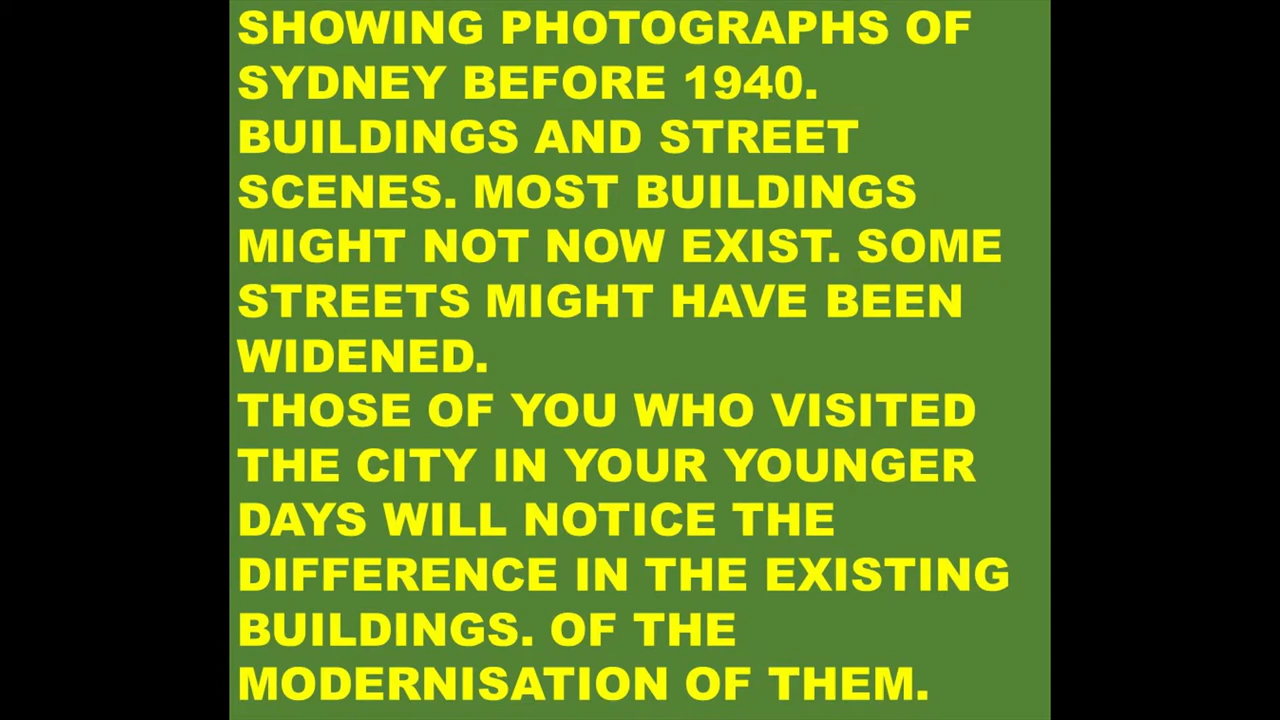 SHOWING PHOTOGRAPHS OF
SYDNEY BEFORE 1940.
BUILDINGS AND STREET
SCENES. MOST BUILDINGS
MIGHT NOT NOW EXIST. SOME
STREETS MIGHT HAVE BEEN
WIDENED.
THOSE OF YOU WHO VISITED
THE CITY IN YOUR YOUNGER
DAYS WILL NOTICE THE
DIFFERENCE IN THE EXISTING
BUILDINGS. OF THE
MODERNISATION OF THEM.